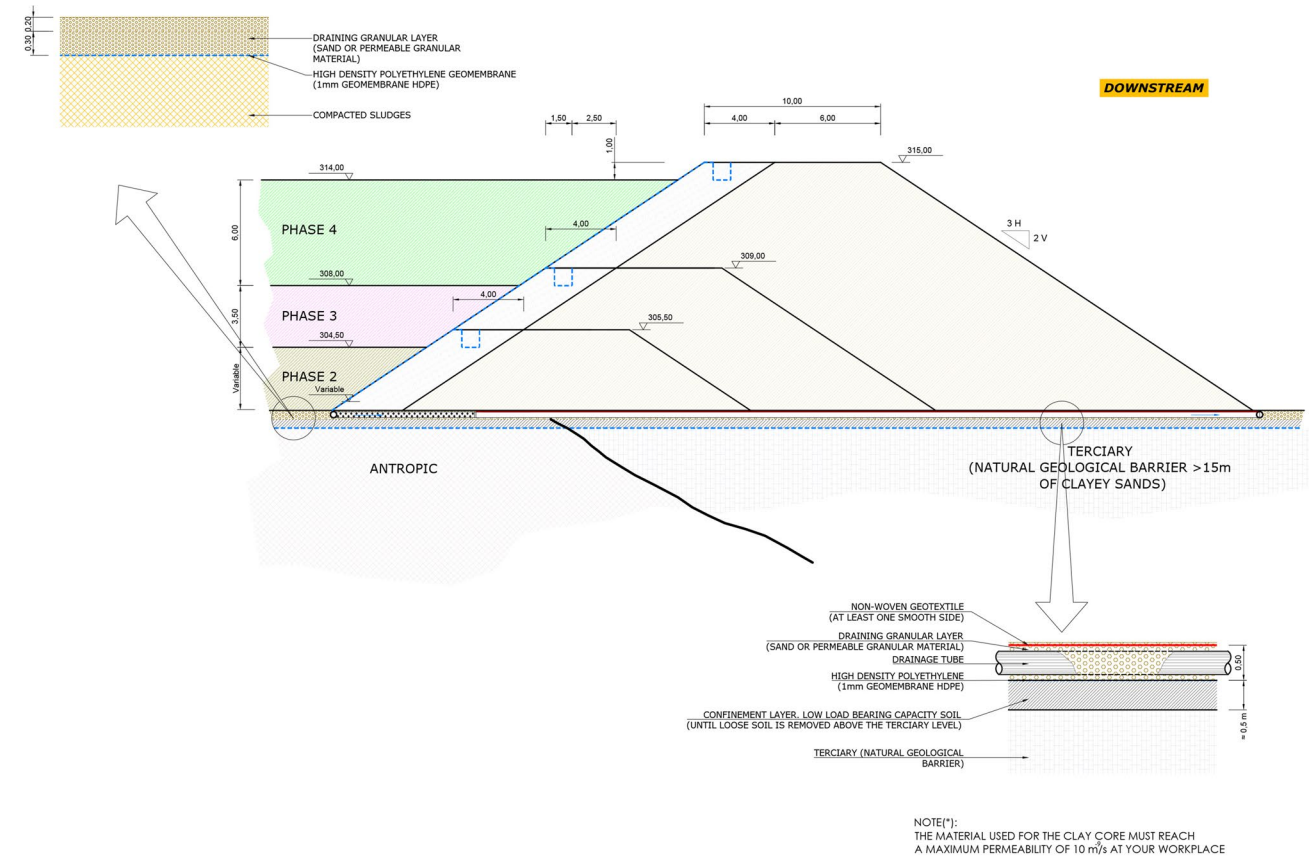 0.20
0.30
DRAINING GRANULAR LAYER
(SAND OR PERMEABLE GRANULAR
MATERIAL)
HIGH DENSITY POLYETHYLENE GEOMEMBRANE
(1mm GEOMEMBRANE HDPE)
COMPACTED SLUDGES
DOWNSTREAM
10,00
4,00
6,00
1,50
2,50
1,00
315,00
314,00
PHASE 4
6,00
4,00
3 H
2 V
309,00
308,00
4,00
3,50
PHASE 3
305,50
304,50
PHASE 2
Variable
Variable
ANTROPIC
TERCIARY
(NATURAL GEOLOGICAL BARRIER >15m
OF CLAYEY SANDS)
NON-WOVEN GEOTEXTILE
(AT LEAST ONE SMOOTH SIDE)
DRAINING GRANULAR LAYER
(SAND OR PERMEABLE GRANULAR MATERIAL)
DRAINAGE TUBE
HIGH DENSITY POLYETHYLENE
(1mm GEOMEMBRANE HDPE)
CONFINEMENT LAYER. LOW LOAD BEARING CAPACITY SOIL
(UNTIL LOOSE SOIL IS REMOVED ABOVE THE TERCIARY LEVEL)
TERCIARY (NATURAL GEOLOGICAL
BARRIER)
0,50
≈ 0,5 m
NOTE(*):
THE MATERIAL USED FOR THE CLAY CORE MUST REACH
A MAXIMUM PERMEABILITY OF 10⁻⁹ m/s AT YOUR WORKPLACE